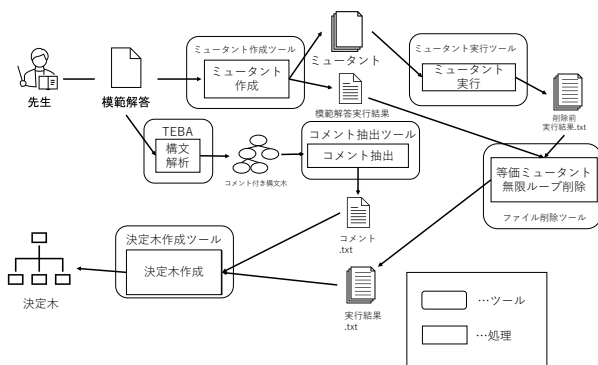 先生
模範解答
ミュータント作成ツール
ミュータント
作成
ミュータント
模範解答実行結果
ミュータント実行ツール
ミュータント
実行
削除前
実行結果.txt
TEBA
構文
解析
コメント付き構文木
コメント抽出ツール
コメント抽出
等価ミュータント
無限ループ削除
ファイル削除ツール
コメント
.txt
決定木作成ツール
決定木作成
決定木
実行結果
.txt
…ツール
…処理